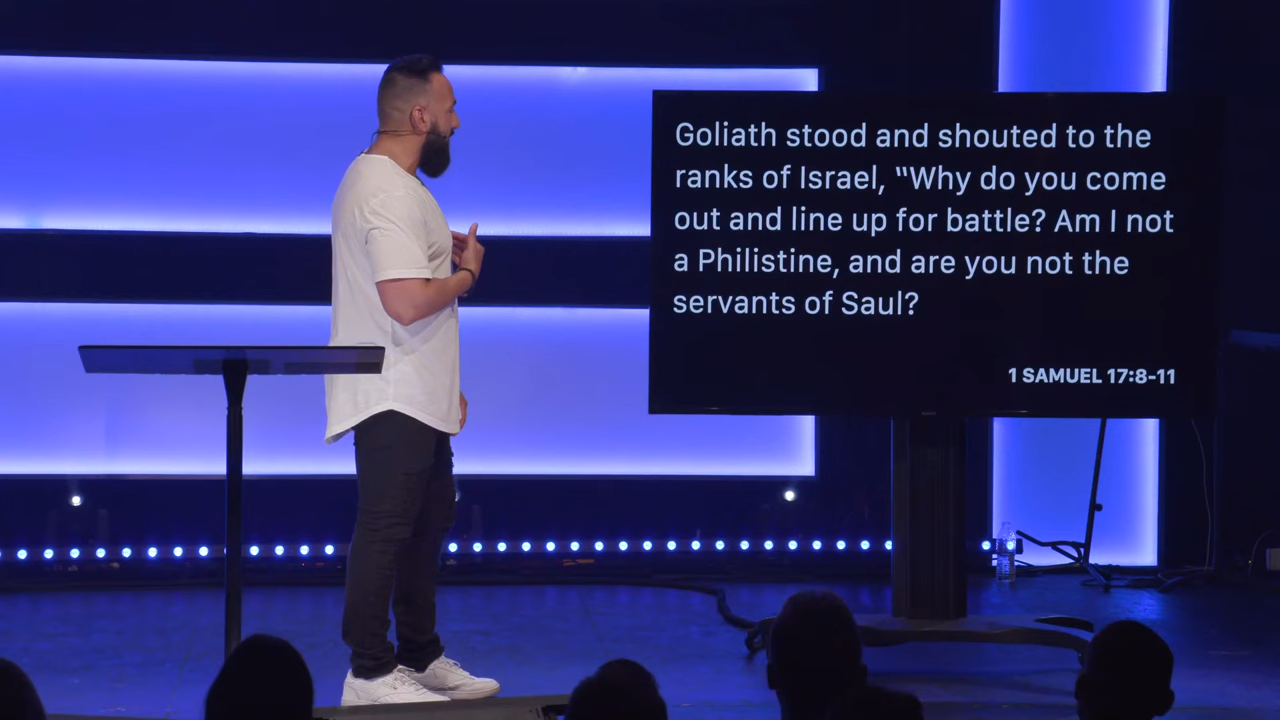 Goliath stood and shouted to the
ranks of Israel, “Why do you come
out and line up for battle? Am I not
a Philistine, and are you not the
servants of Saul?
1 SAMUEL 17:8-11